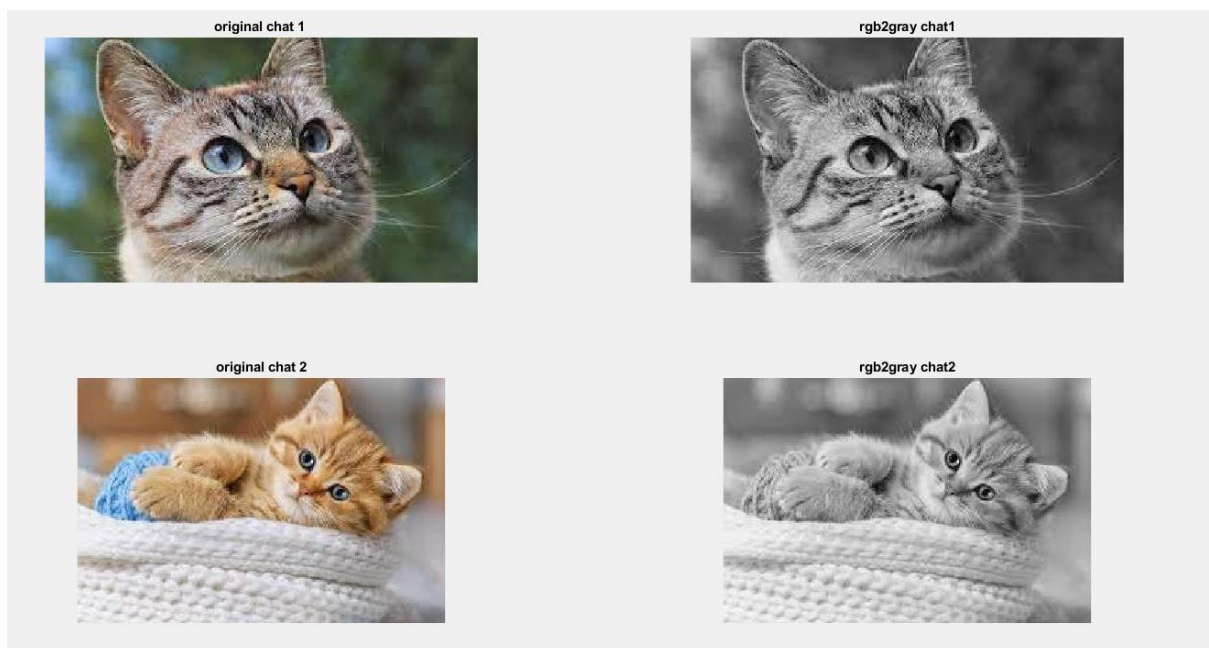 original chat 1
rgb2gray chat1
original chat 2
rgb2gray chat2